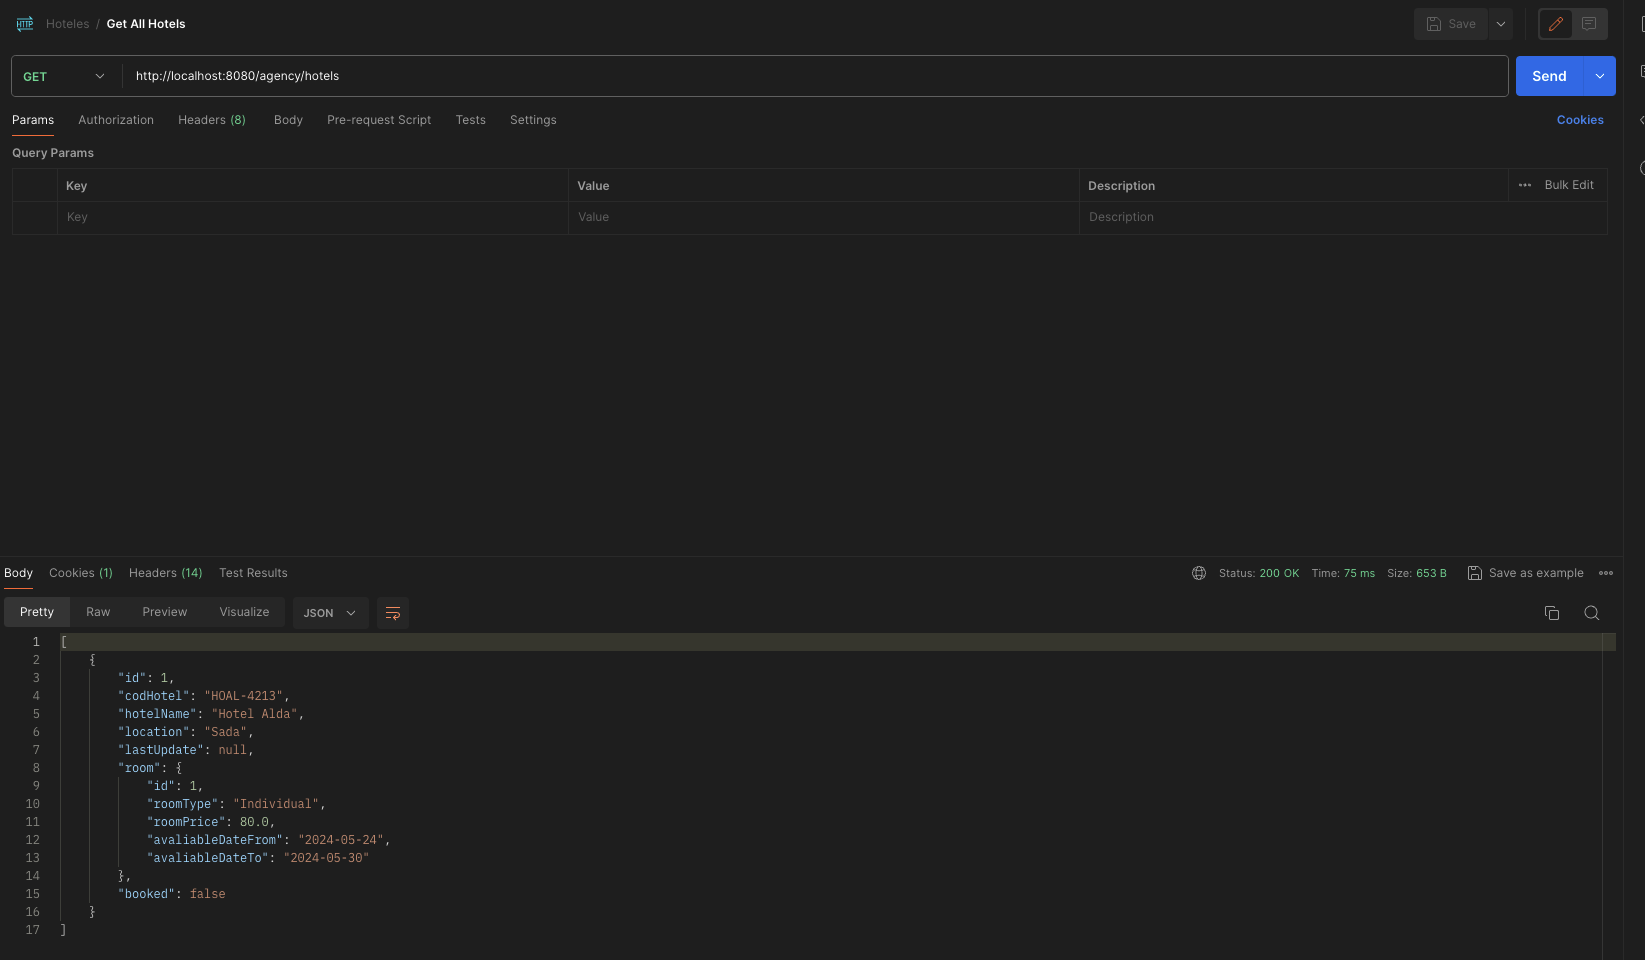 HTTP Hoteles / Get All Hotels Save
GET http://localhost:8080/agency/hotels Send
Params Authorization Headers (8) Body Pre-request Script Tests Settings Cookies
Query Params
Key Value Description ••• Bulk Edit
Key Value Description
Body Cookies (1) Headers (14) Test Results Status: 200 OK Time: 75 ms Size: 653 B Save as example
Pretty Raw Preview Visualize JSON
1 [
2 {
3 "id": 1,
4 "codHotel": "HOAL-4213",
5 "hotelName": "Hotel Alda",
6 "location": "Sada",
7 "lastUpdate": null,
8 "room": {
9 "id": 1,
10 "roomType": "Individual",
11 "roomPrice": 80.0,
12 "avaliableDateFrom": "2024-05-24",
13 "avaliableDateTo": "2024-05-30"
14 },
15 "booked": false
16 }
17 ]